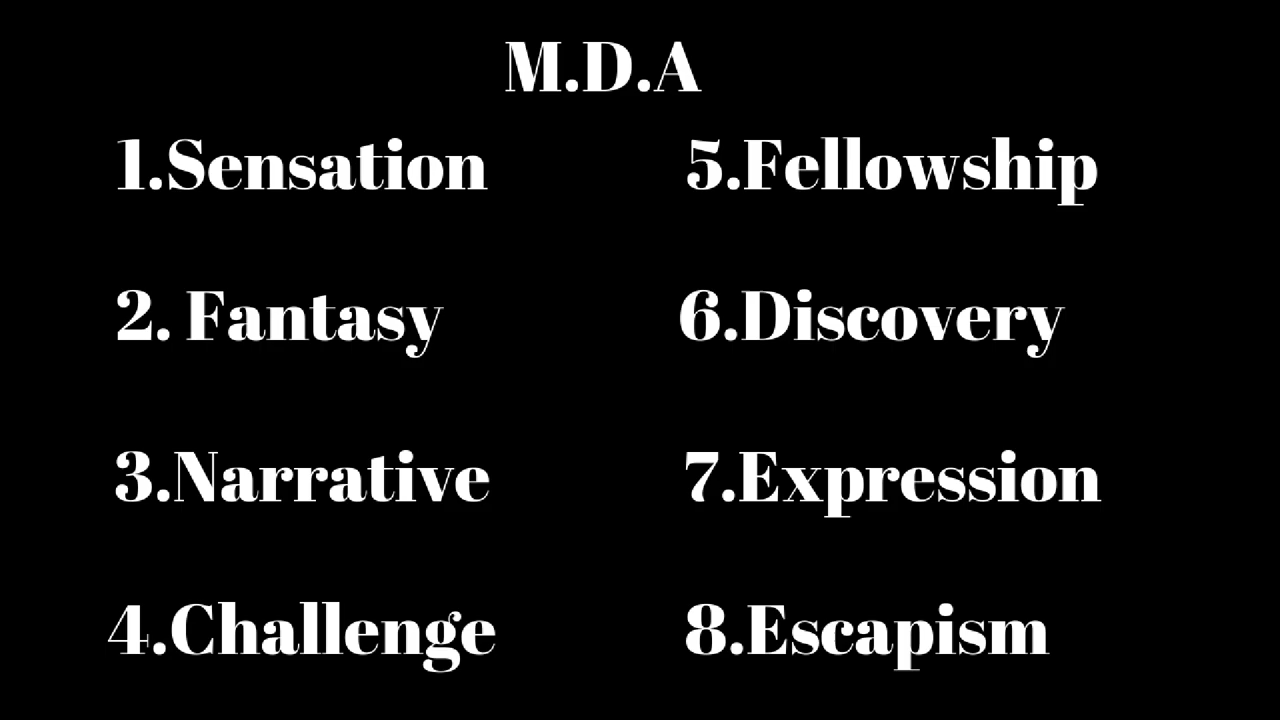 M.D.A
1.Sensation
2. Fantasy
3.Narrative
4.Challenge
5.Fellowship
6.Discovery
7.Expression
8.Escapism